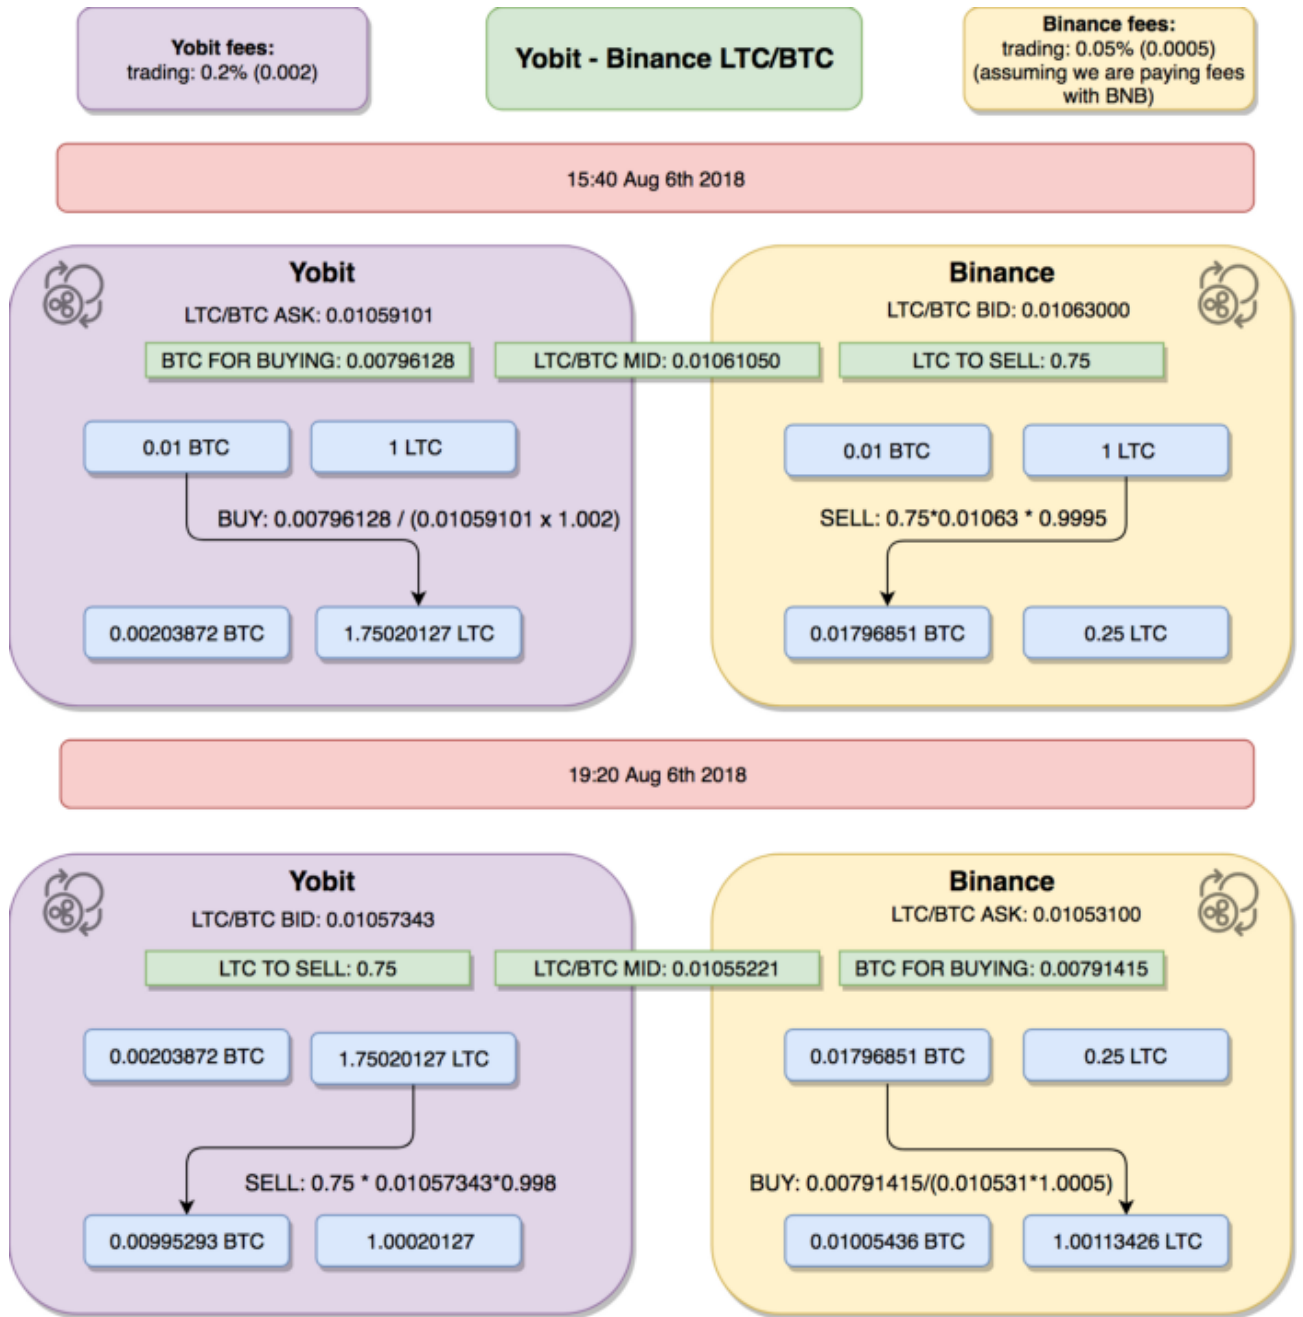 Yobit fees:
trading: 0.2% (0.002)
Yobit - Binance LTC/BTC
Binance fees:
trading: 0.05% (0.0005)
(assuming we are paying fees
with BNB)
15:40 Aug 6th 2018
Yobit
LTC/BTC ASK: 0.01059101
Binance
LTC/BTC BID: 0.01063000
BTC FOR BUYING: 0.00796128
LTC/BTC MID: 0.01061050
LTC TO SELL: 0.75
0.01 BTC
1 LTC
0.01 BTC
1 LTC
BUY: 0.00796128 / (0.01059101 x 1.002)
SELL: 0.75*0.01063 * 0.9995
0.00203872 BTC
1.75020127 LTC
0.01796851 BTC
0.25 LTC
19:20 Aug 6th 2018
Yobit
LTC/BTC BID: 0.01057343
Binance
LTC/BTC ASK: 0.01053100
LTC TO SELL: 0.75
LTC/BTC MID: 0.01055221
BTC FOR BUYING: 0.00791415
0.00203872 BTC
1.75020127 LTC
0.01796851 BTC
0.25 LTC
SELL: 0.75 * 0.01057343*0.998
BUY: 0.00791415/(0.010531*1.0005)
0.00995293 BTC
1.00020127
0.01005436 BTC
1.00113426 LTC